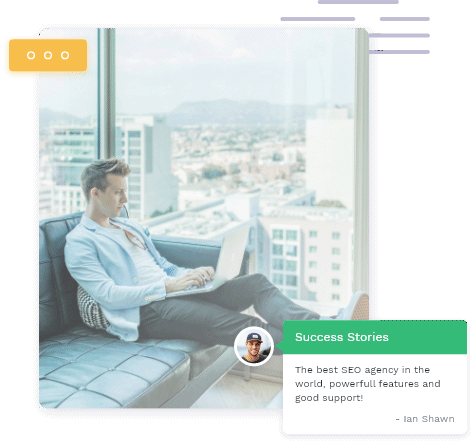 Success Stories
The best SEO agency in the
world, powerfull features and
good support!
- Ian Shawn